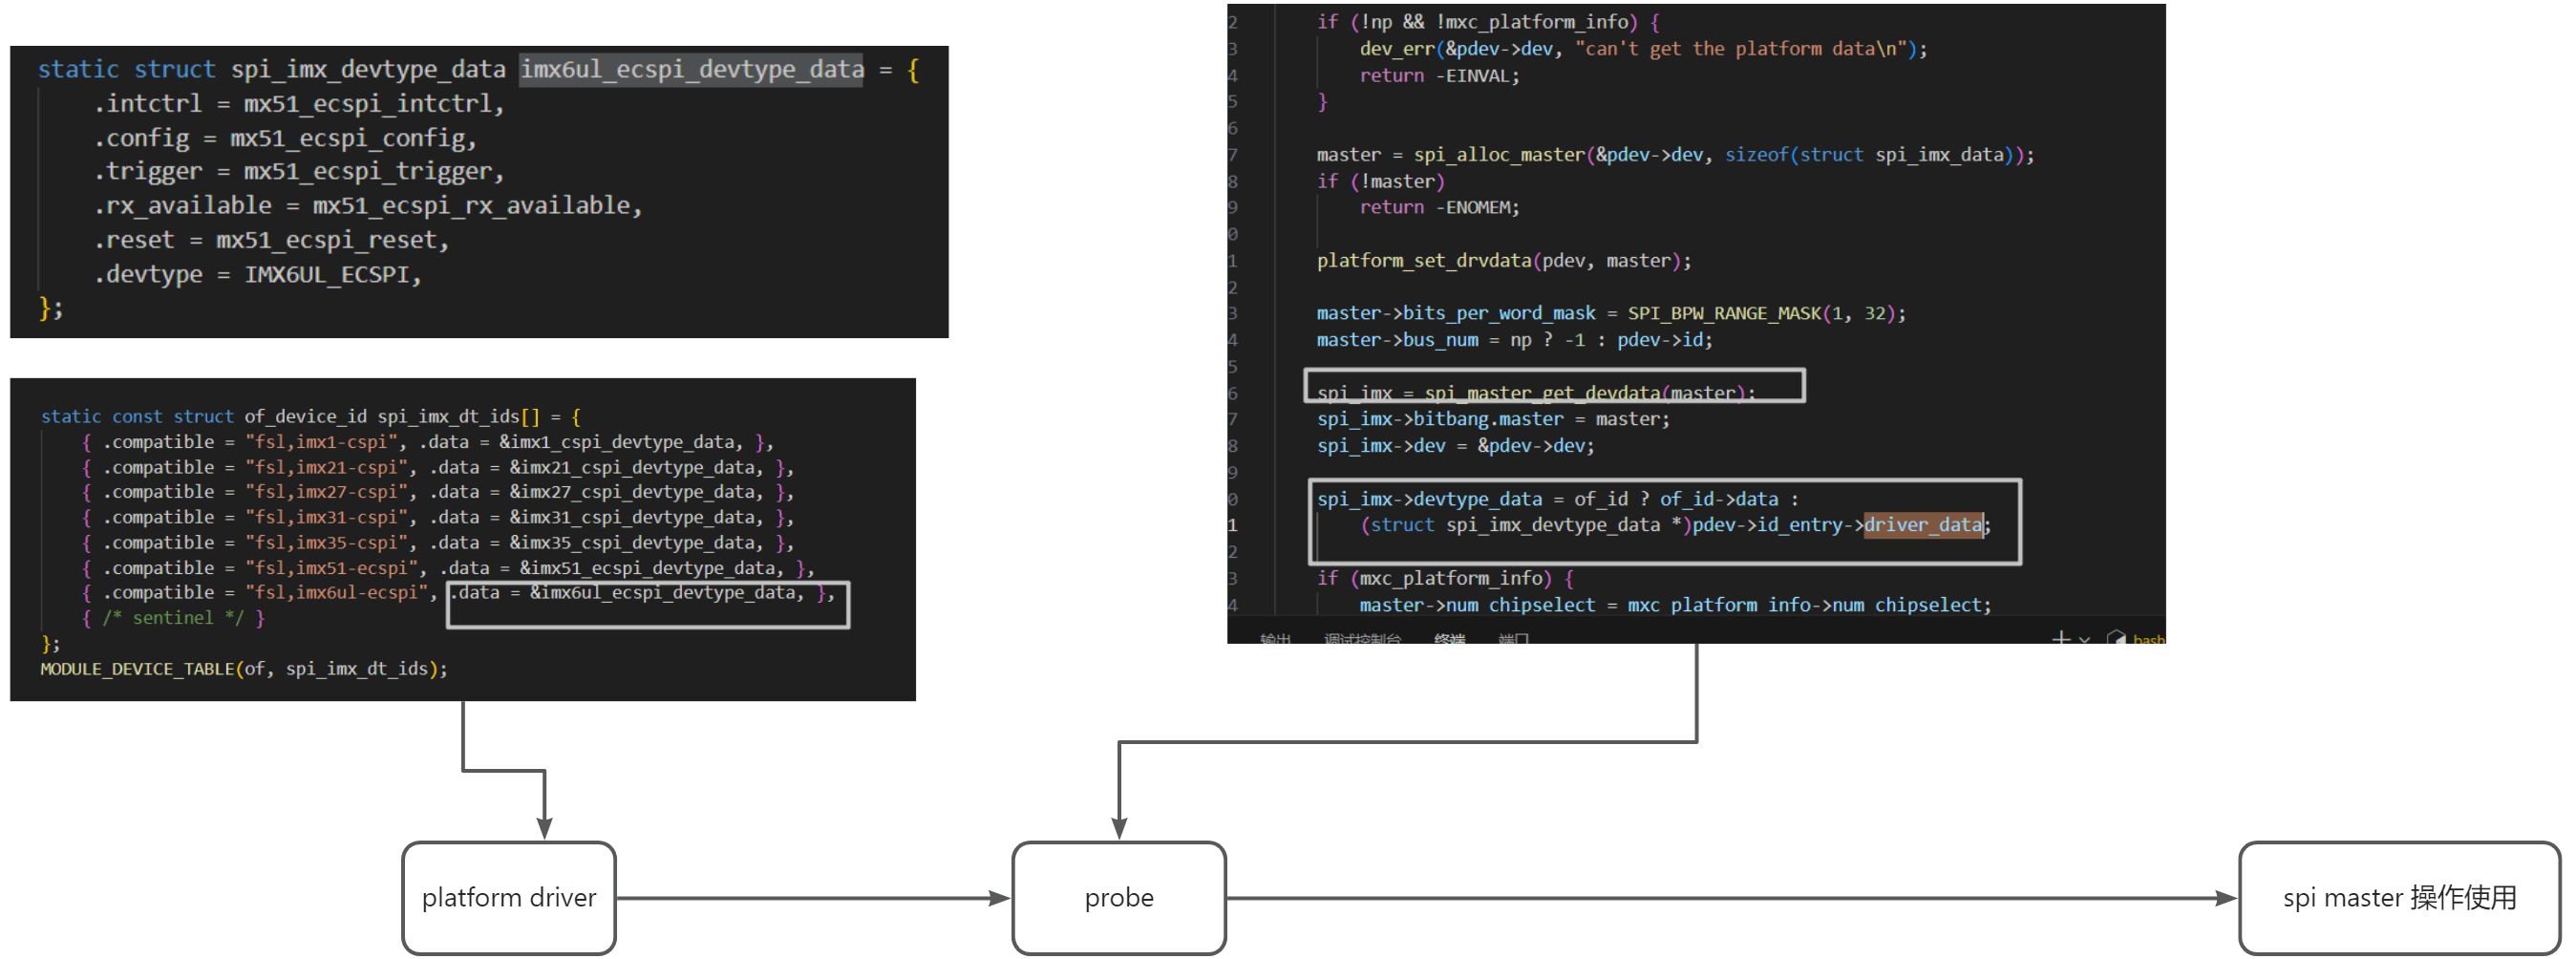 static struct spi_imx_devtype_data imx6ul_ecspi_devtype_data = {
.intctrl = mx51_ecspi_intctrl,
.config = mx51_ecspi_config,
.trigger = mx51_ecspi_trigger,
.rx_available = mx51_ecspi_rx_available,
.reset = mx51_ecspi_reset,
.devtype = IMX6UL_ECSPI,
};
static const struct of_device_id spi_imx_dt_ids[] = {
{ .compatible = "fsl,imx1-cspi", .data = &imx1_cspi_devtype_data, },
{ .compatible = "fsl,imx21-cspi", .data = &imx21_cspi_devtype_data, },
{ .compatible = "fsl,imx27-cspi", .data = &imx27_cspi_devtype_data, },
{ .compatible = "fsl,imx31-cspi", .data = &imx31_cspi_devtype_data, },
{ .compatible = "fsl,imx35-cspi", .data = &imx35_cspi_devtype_data, },
{ .compatible = "fsl,imx51-ecspi", .data = &imx51_ecspi_devtype_data, },
{ .compatible = "fsl,imx6ul-ecspi", .data = &imx6ul_ecspi_devtype_data, },
{ /* sentinel */ }
};
MODULE_DEVICE_TABLE(of, spi_imx_dt_ids);
2 if (!np && !mxc_platform_info) {
3 dev_err(&pdev->dev, "can't get the platform data\n");
4 return -EINVAL;
5 }
6
7 master = spi_alloc_master(&pdev->dev, sizeof(struct spi_imx_data));
8 if (!master)
9 return -ENOMEM;
0
1 platform_set_drvdata(pdev, master);
2
3 master->bits_per_word_mask = SPI_BPW_RANGE_MASK(1, 32);
4 master->bus_num = np ? -1 : pdev->id;
5
6 spi_imx = spi_master_get_devdata(master);
7 spi_imx->bitbang.master = master;
8 spi_imx->dev = &pdev->dev;
9
0 spi_imx->devtype_data = of_id ? of_id->data :
1 (struct spi_imx_devtype_data *)pdev->id_entry->driver_data;
2
3 if (mxc_platform_info) {
4 master->num_chipselect = mxc_platform_info->num_chipselect;
输出 调试控制台 终端 端口 bash
platform driver
probe
spi master 操作使用